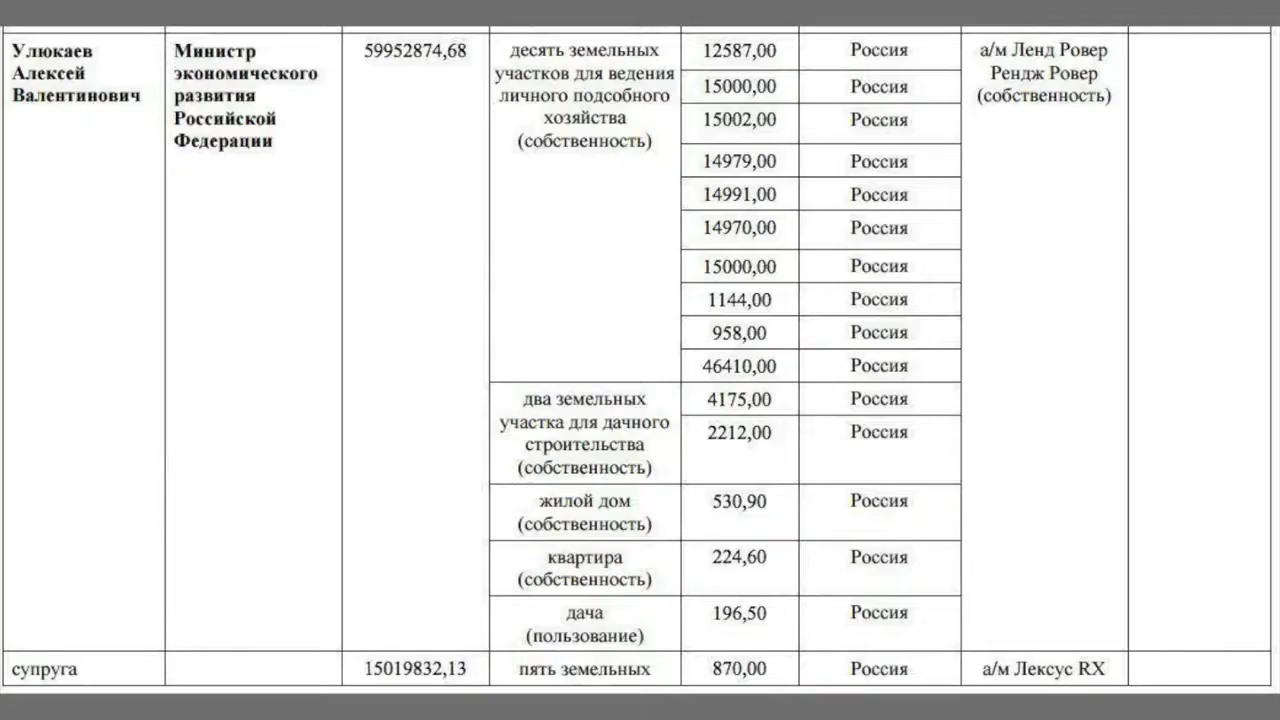 Улюкаев Министр 59952874,68 десять земельных 12587,00 Россия а/м Ленд Ровер
Алексей экономического участков для ведения 15000,00 Россия Рендж Ровер
Валентинович развития личного подсобного (собственность)
Российской хозяйства 15002,00 Россия
Федерации (собственность)
14979,00 Россия
14991,00 Россия
14970,00 Россия
15000,00 Россия
1144,00 Россия
958,00 Россия
46410,00 Россия
два земельных 4175,00 Россия
участка для дачного 2212,00 Россия
строительства
(собственность)
жилой дом 530,90 Россия
(собственность)
квартира 224,60 Россия
(собственность)
дача 196,50 Россия
(пользование)
супруга 15019832,13 пять земельных 870,00 Россия а/м Лексус RX